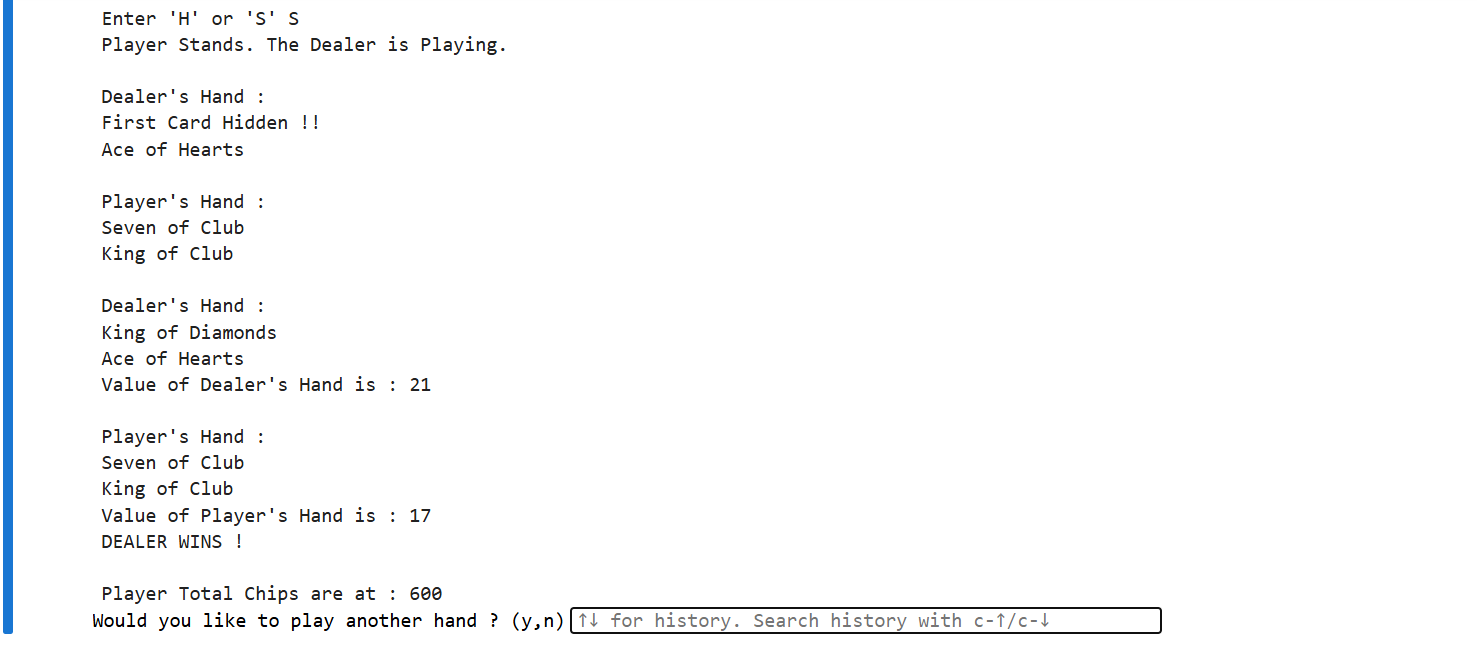 Enter 'H' or 'S' S
Player Stands. The Dealer is Playing.
Dealer's Hand :
First Card Hidden !!
Ace of Hearts
Player's Hand :
Seven of Club
King of Club
Dealer's Hand :
King of Diamonds
Ace of Hearts
Value of Dealer's Hand is : 21
Player's Hand :
Seven of Club
King of Club
Value of Player's Hand is : 17
DEALER WINS !
Player Total Chips are at : 600
Would you like to play another hand ? (y,n) ↑↓ for history. Search history with c-↑/c-↓